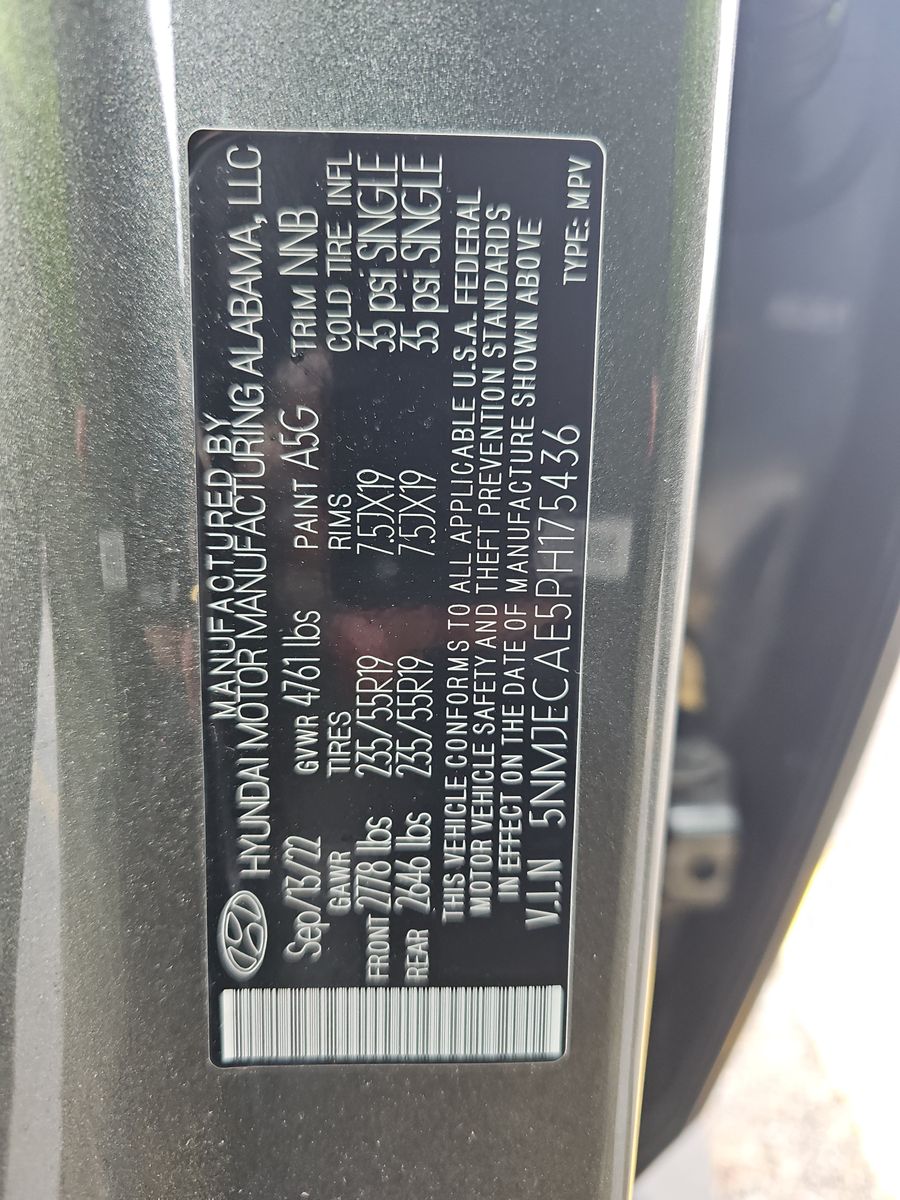 MANUFACTURED BY
HYUNDAI MOTOR MANUFACTURING ALABAMA, LLC
Sep/13/22 GVWR 4761 lbs PAINT A5G TRIM NNB
GAWR TIRES RIMS COLD TIRE INFL
FRONT 2778 lbs 235/55R19 7.5JX19 35 psi SINGLE
REAR 2646 lbs 235/55R19 7.5JX19 35 psi SINGLE
THIS VEHICLE CONFORMS TO ALL APPLICABLE U.S.A. FEDERAL
MOTOR VEHICLE SAFETY AND THEFT PREVENTION STANDARDS
IN EFFECT ON THE DATE OF MANUFACTURE SHOWN ABOVE
V.I.N 5NMJECAE5PH175436 TYPE: MPV